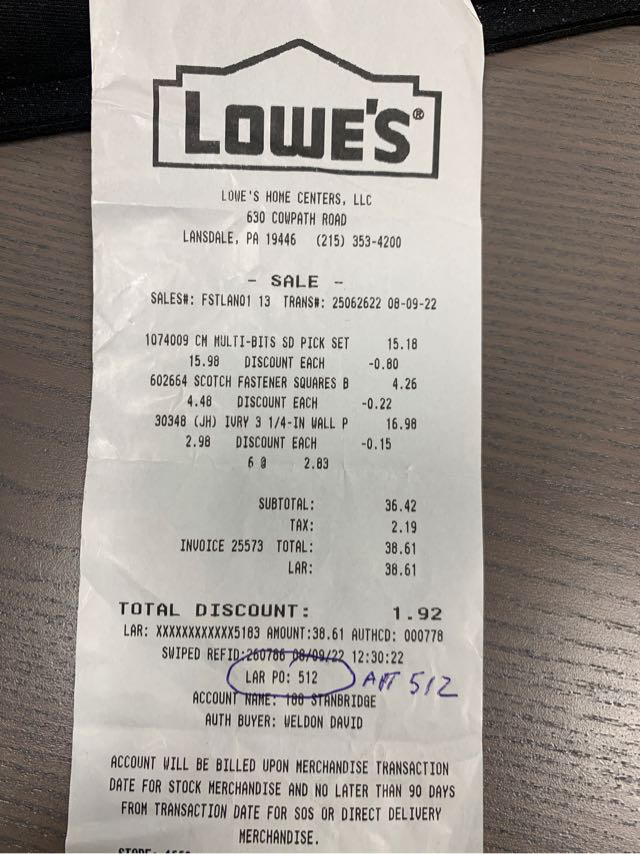 LOWE'S®
LOWE'S HOME CENTERS, LLC
630 COWPATH ROAD
LANSDALE, PA 19446 (215) 353-4200
- SALE -
SALES#: FSTLAN01 13 TRANS#: 25062622 08-09-22
1074009 CM MULTI-BITS SD PICK SET 15.18
15.98 DISCOUNT EACH -0.80
602664 SCOTCH FASTENER SQUARES B 4.26
4.48 DISCOUNT EACH -0.22
30348 (JH) IVRY 3 1/4-IN WALL P 16.98
2.98 DISCOUNT EACH -0.15
6 @ 2.83
SUBTOTAL: 36.42
TAX: 2.19
INVOICE 25573 TOTAL: 38.61
LAR: 38.61
TOTAL DISCOUNT: 1.92
LAR: XXXXXXXXXXXX5183 AMOUNT:38.61 AUTHCD: 000778
SWIPED REFID:260786 08/09/22 12:30:22
LAR PO: 512 APT 512
ACCOUNT NAME: 100 STANBRIDGE
AUTH BUYER: WELDON DAVID
ACCOUNT WILL BE BILLED UPON MERCHANDISE TRANSACTION
DATE FOR STOCK MERCHANDISE AND NO LATER THAN 90 DAYS
FROM TRANSACTION DATE FOR SOS OR DIRECT DELIVERY
MERCHANDISE.